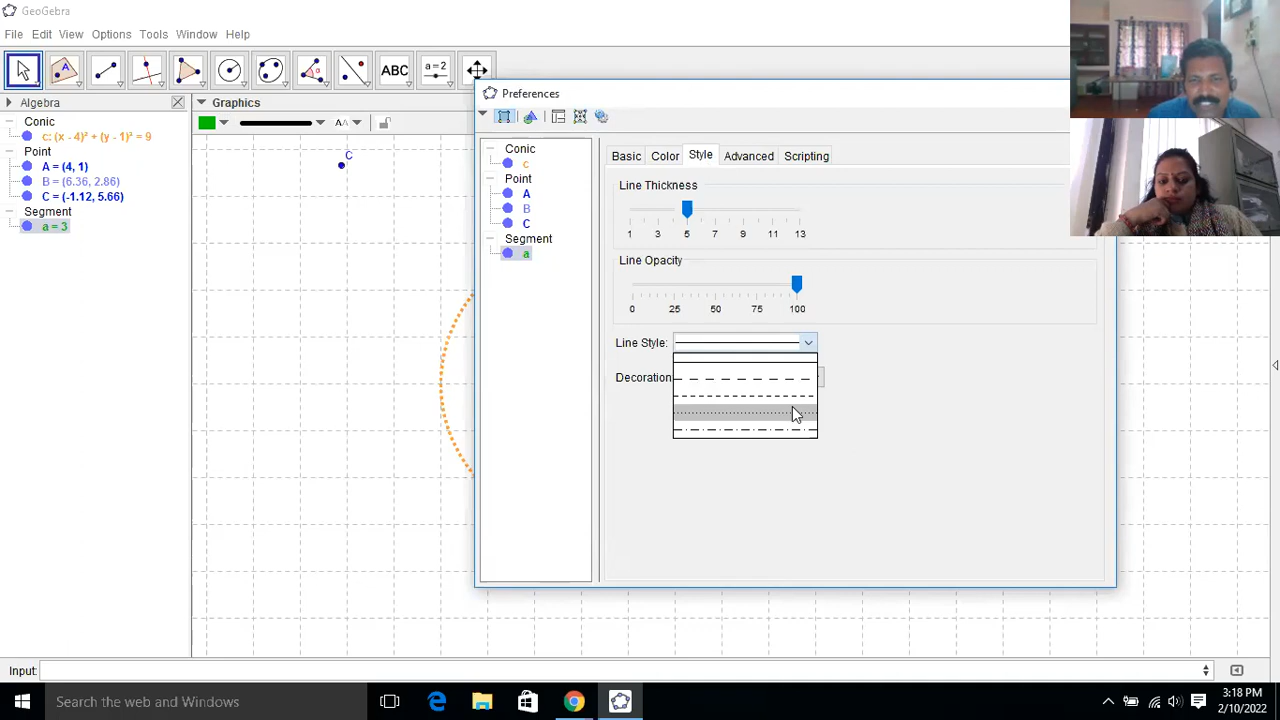 GeoGebra
File Edit View Options Tools Window Help
A ABC a = 2
Algebra
Graphics
Conic
c: (x - 4)² + (y - 1)² = 9
Point
A = (4, 1)
B = (6.36, 2.86)
C = (-1.12, 5.66)
Segment
a = 3
AA
C
Preferences
Conic
c
Point
A
B
C
Segment
a
Basic Color Style Advanced Scripting
Line Thickness
1 3 5 7 9 11 13
Line Opacity
0 25 50 75 100
Line Style:
Decoration
Input:
Search the web and Windows
3:18 PM
2/10/2022